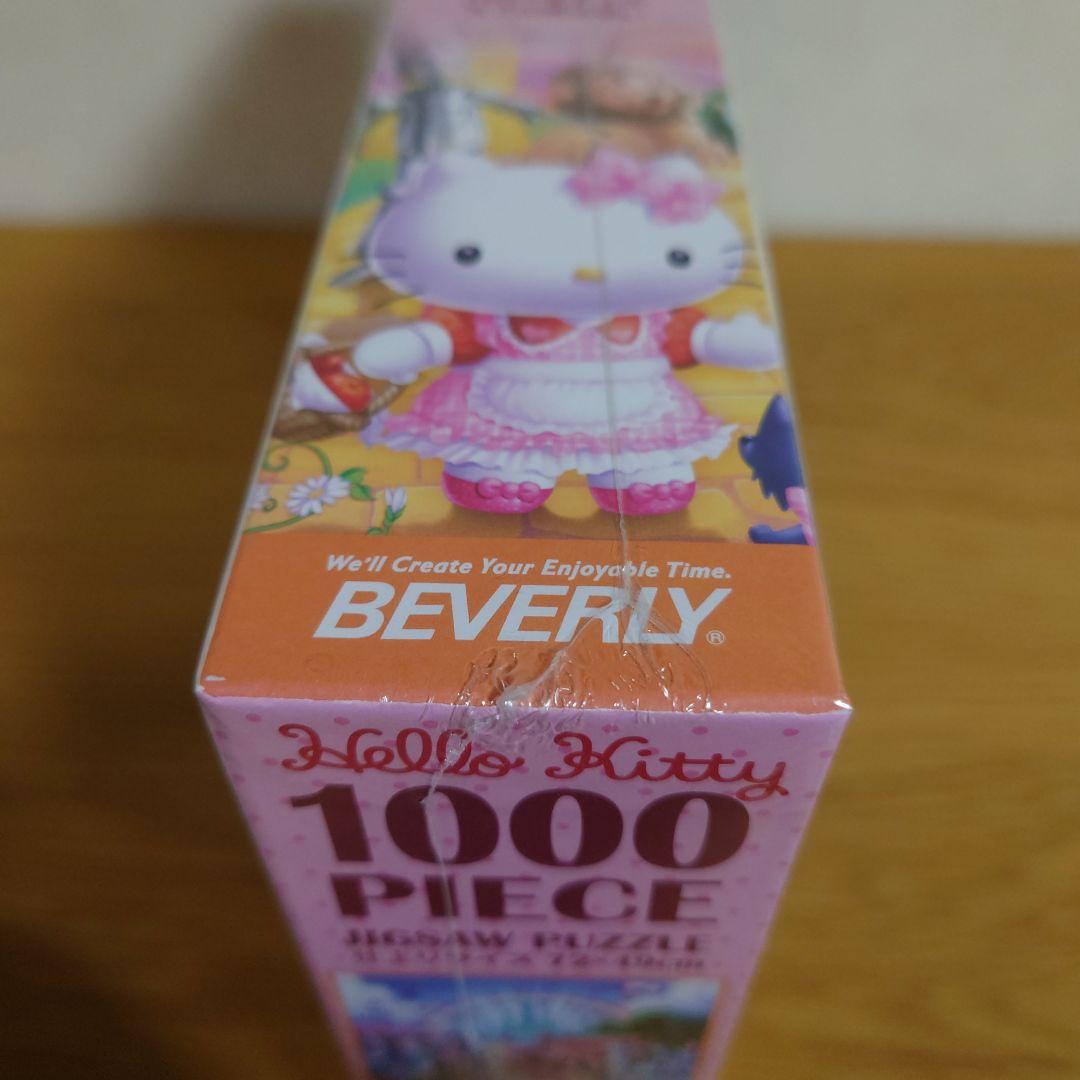 We'll Create Your Enjoyable Time.
BEVERLY®
Hello Kitty
1000
PIECE
JIGSAW PUZZLE